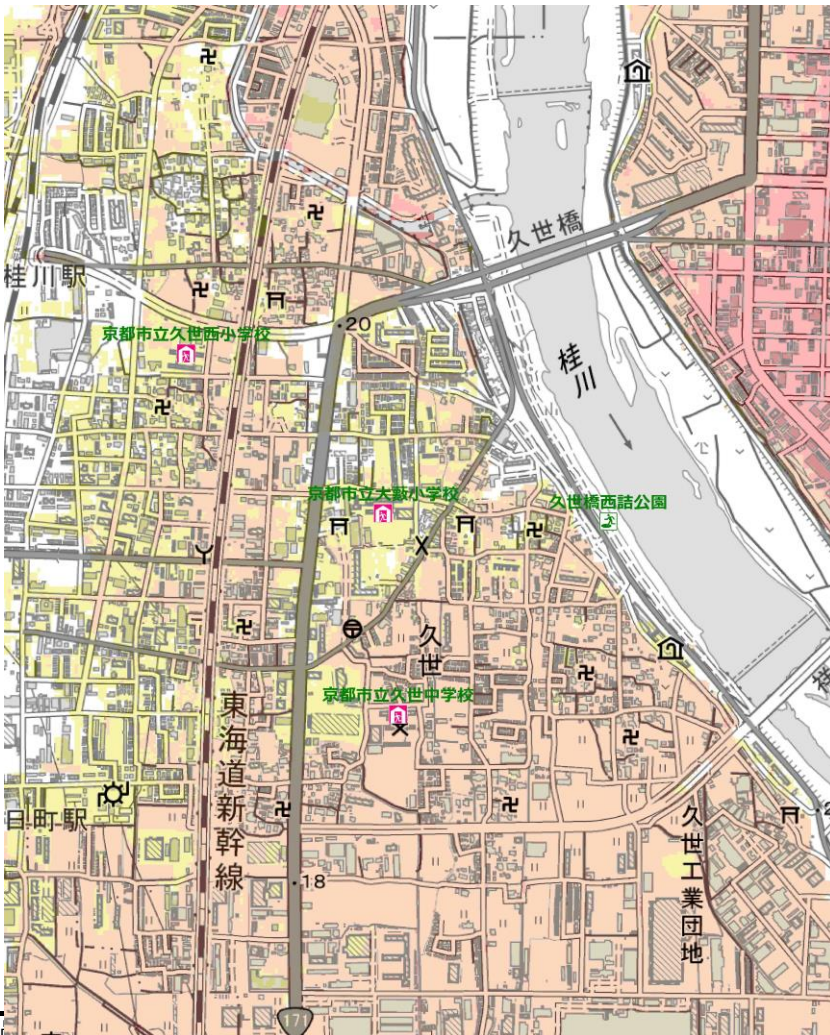 久世橋
桂川駅
京都市立久世西小学校
20
桂川
京都市立大藪小学校
久世橋西詰公園
久世
京都市立久世中学校
東海道新幹線
日町駅
久世工業団地
18
171